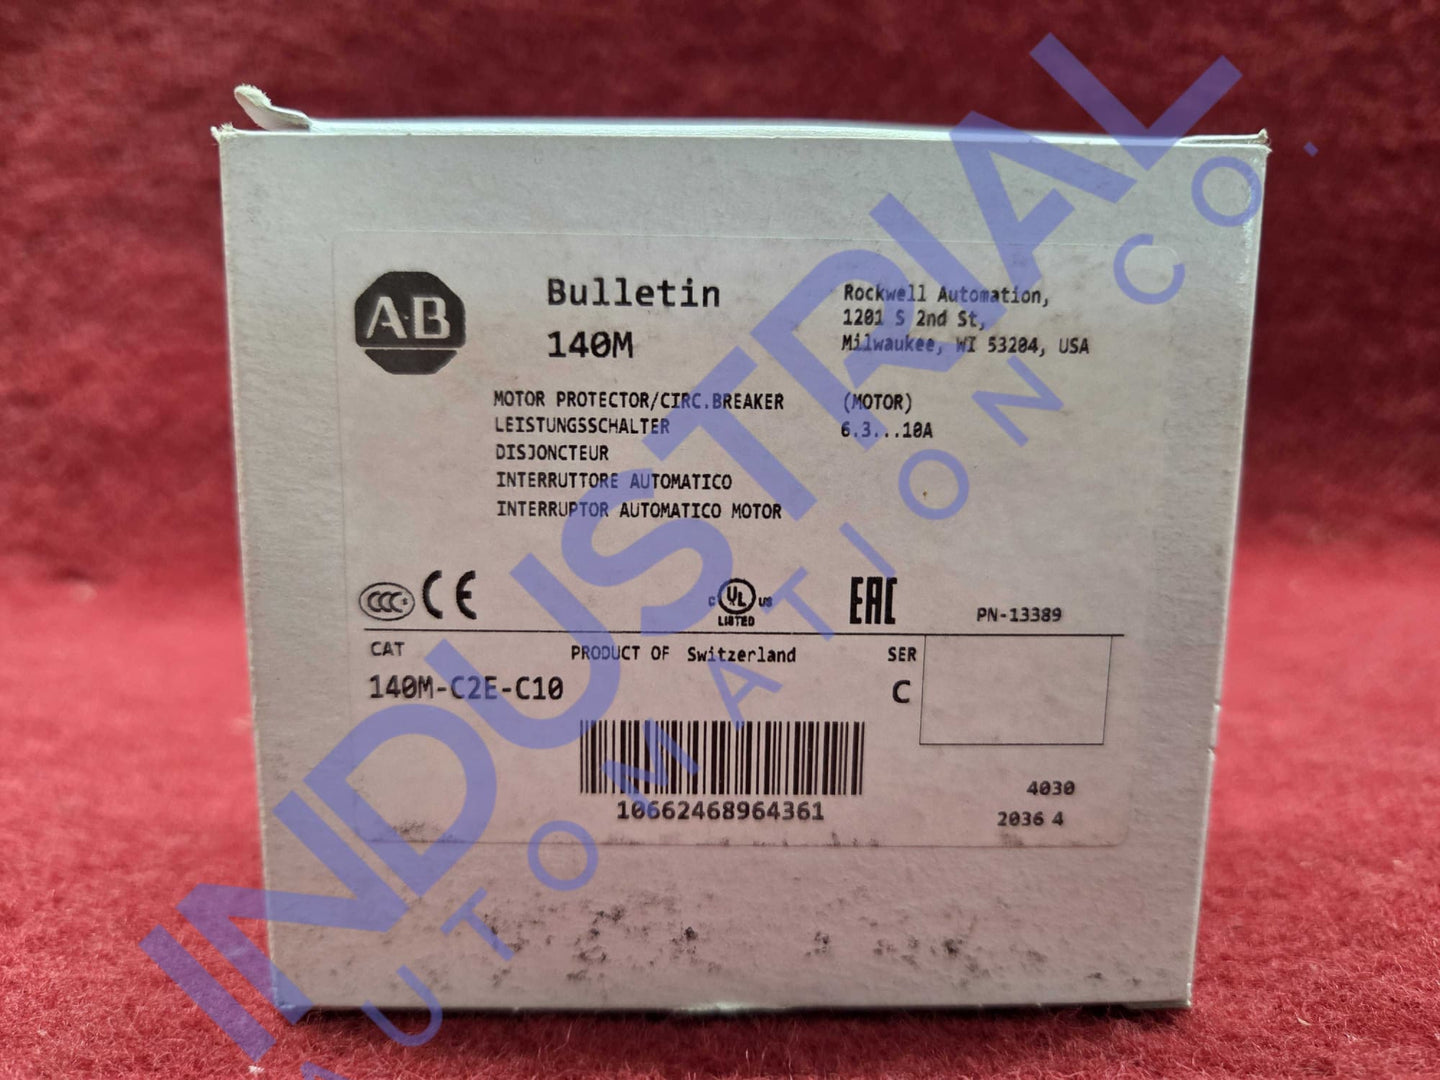 AB
Bulletin
140M
Rockwell Automation,
1201 S 2nd St,
Milwaukee, WI 53204, USA
MOTOR PROTECTOR/CIRC.BREAKER
LEISTUNGSSCHALTER
DISJONCTEUR
INTERRUTTORE AUTOMATICO
INTERRUPTOR AUTOMATICO MOTOR
(MOTOR)
6.3...10A
CCC
CE
C UL US
LISTED
EAC
PN-13389
CAT
140M-C2E-C10
PRODUCT OF Switzerland
SER
C
10662468964361
4030
2036 4
INDUSTRIAL
AUTOMATION CO.